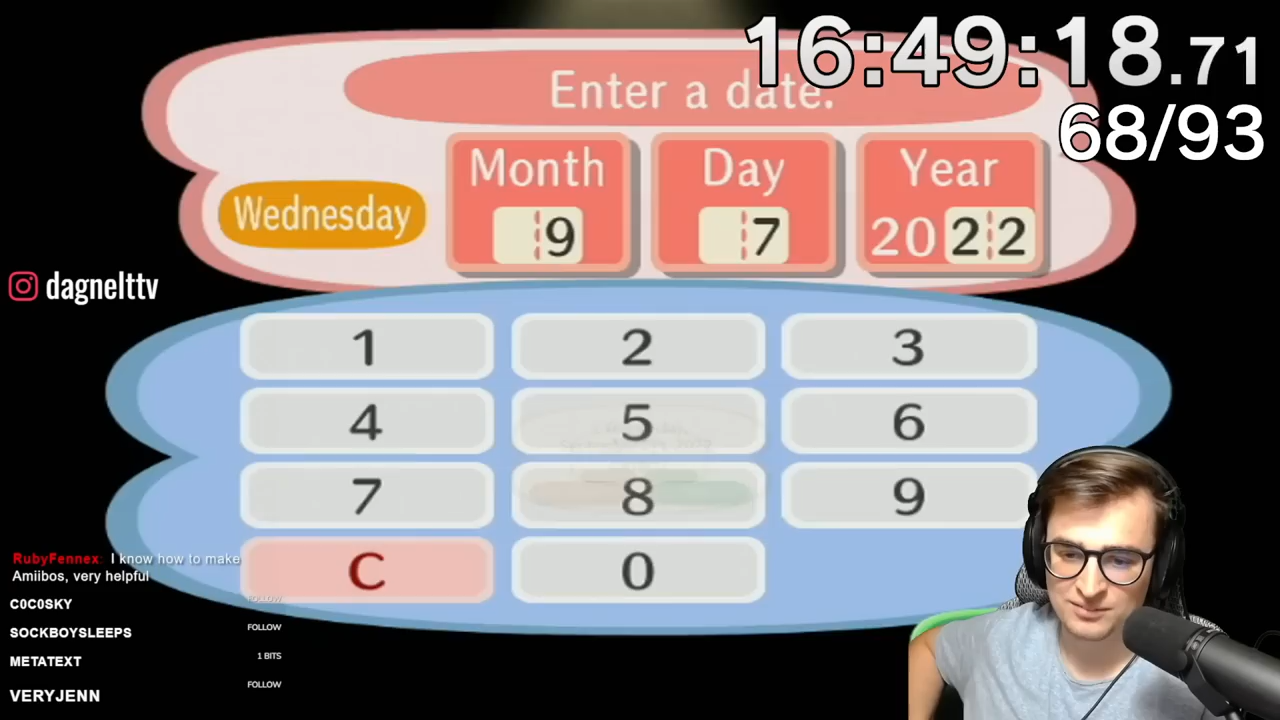 16:49:18.71
68/93
Enter a date.
Wednesday
Month
9
Day
7
Year
2022
dagnelttv
1 2 3
4 5 6
7 8 9
C 0
RubyFennex: I know how to make
Amiibos, very helpful
C0C0SKY FOLLOW
SOCKBOYSLEEPS FOLLOW
METATEXT 1 BITS
VERYJENN FOLLOW